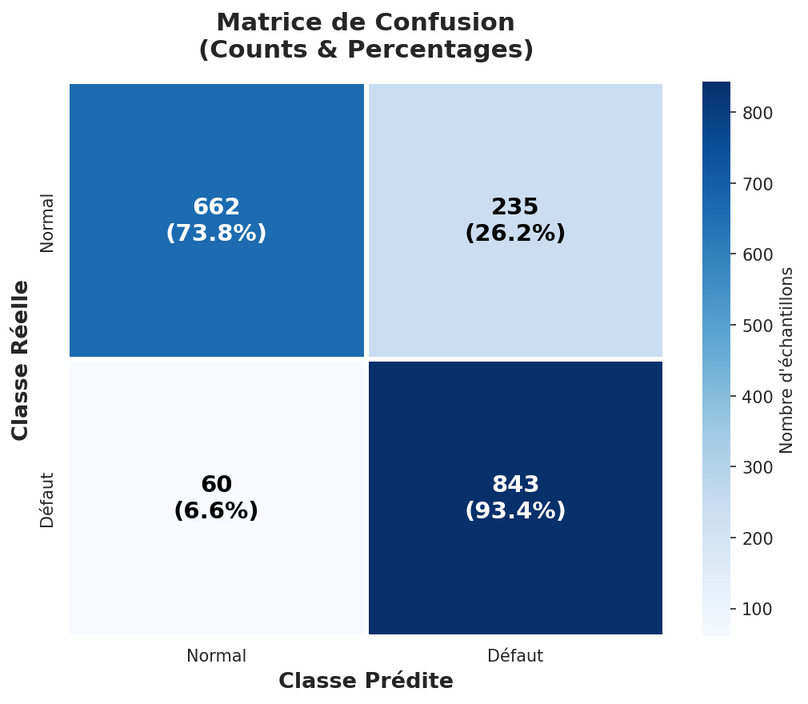 Matrice de Confusion
(Counts & Percentages)
Classe Réelle
Normal
Défaut
662
(73.8%)
235
(26.2%)
60
(6.6%)
843
(93.4%)
Normal
Défaut
Classe Prédite
800
700
600
500
400
300
200
100
Nombre d'échantillons